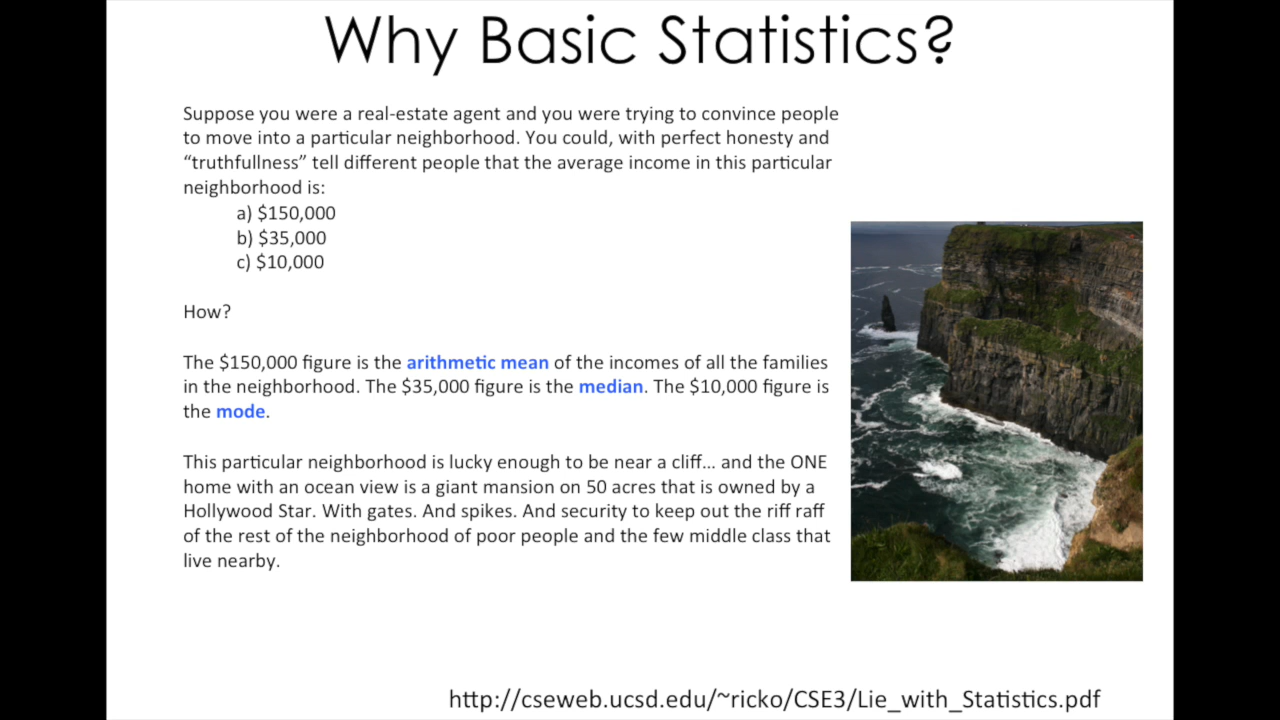 Why Basic Statistics?
Suppose you were a real-estate agent and you were trying to convince people
to move into a particular neighborhood. You could, with perfect honesty and
“truthfullness” tell different people that the average income in this particular
neighborhood is:
a) $150,000
b) $35,000
c) $10,000
How?
The $150,000 figure is the arithmetic mean of the incomes of all the families
in the neighborhood. The $35,000 figure is the median. The $10,000 figure is
the mode.
This particular neighborhood is lucky enough to be near a cliff... and the ONE
home with an ocean view is a giant mansion on 50 acres that is owned by a
Hollywood Star. With gates. And spikes. And security to keep out the riff raff
of the rest of the neighborhood of poor people and the few middle class that
live nearby.
http://cseweb.ucsd.edu/~ricko/CSE3/Lie_with_Statistics.pdf